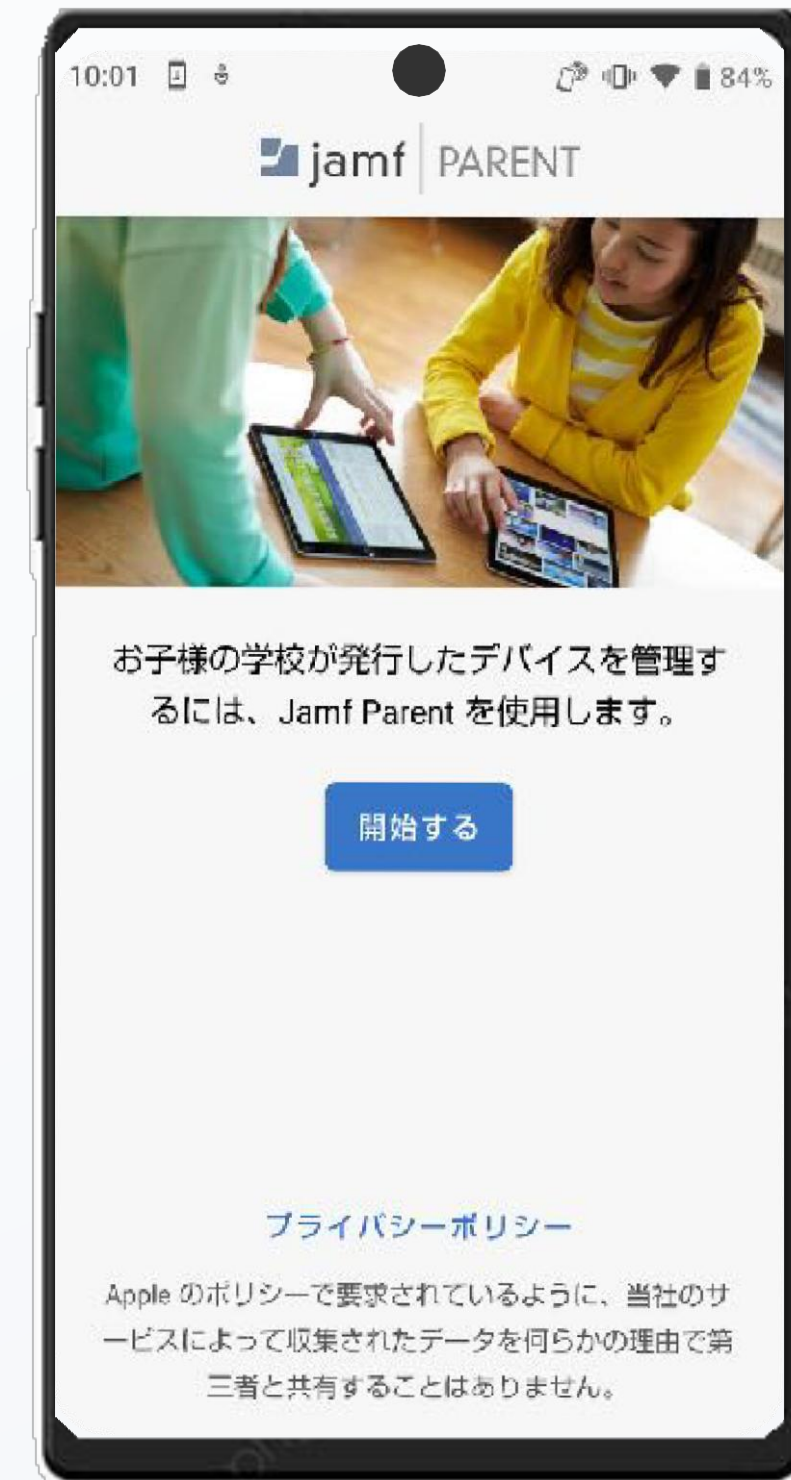 10:01
84%
jamf PARENT
お子様の学校が発行したデバイスを管理す
るには、Jamf Parent を使用します。
開始する
プライバシーポリシー
Apple のポリシーで要求されているように、当社のサ
ービスによって収集されたデータを何らかの理由で第
三者と共有することはありません。